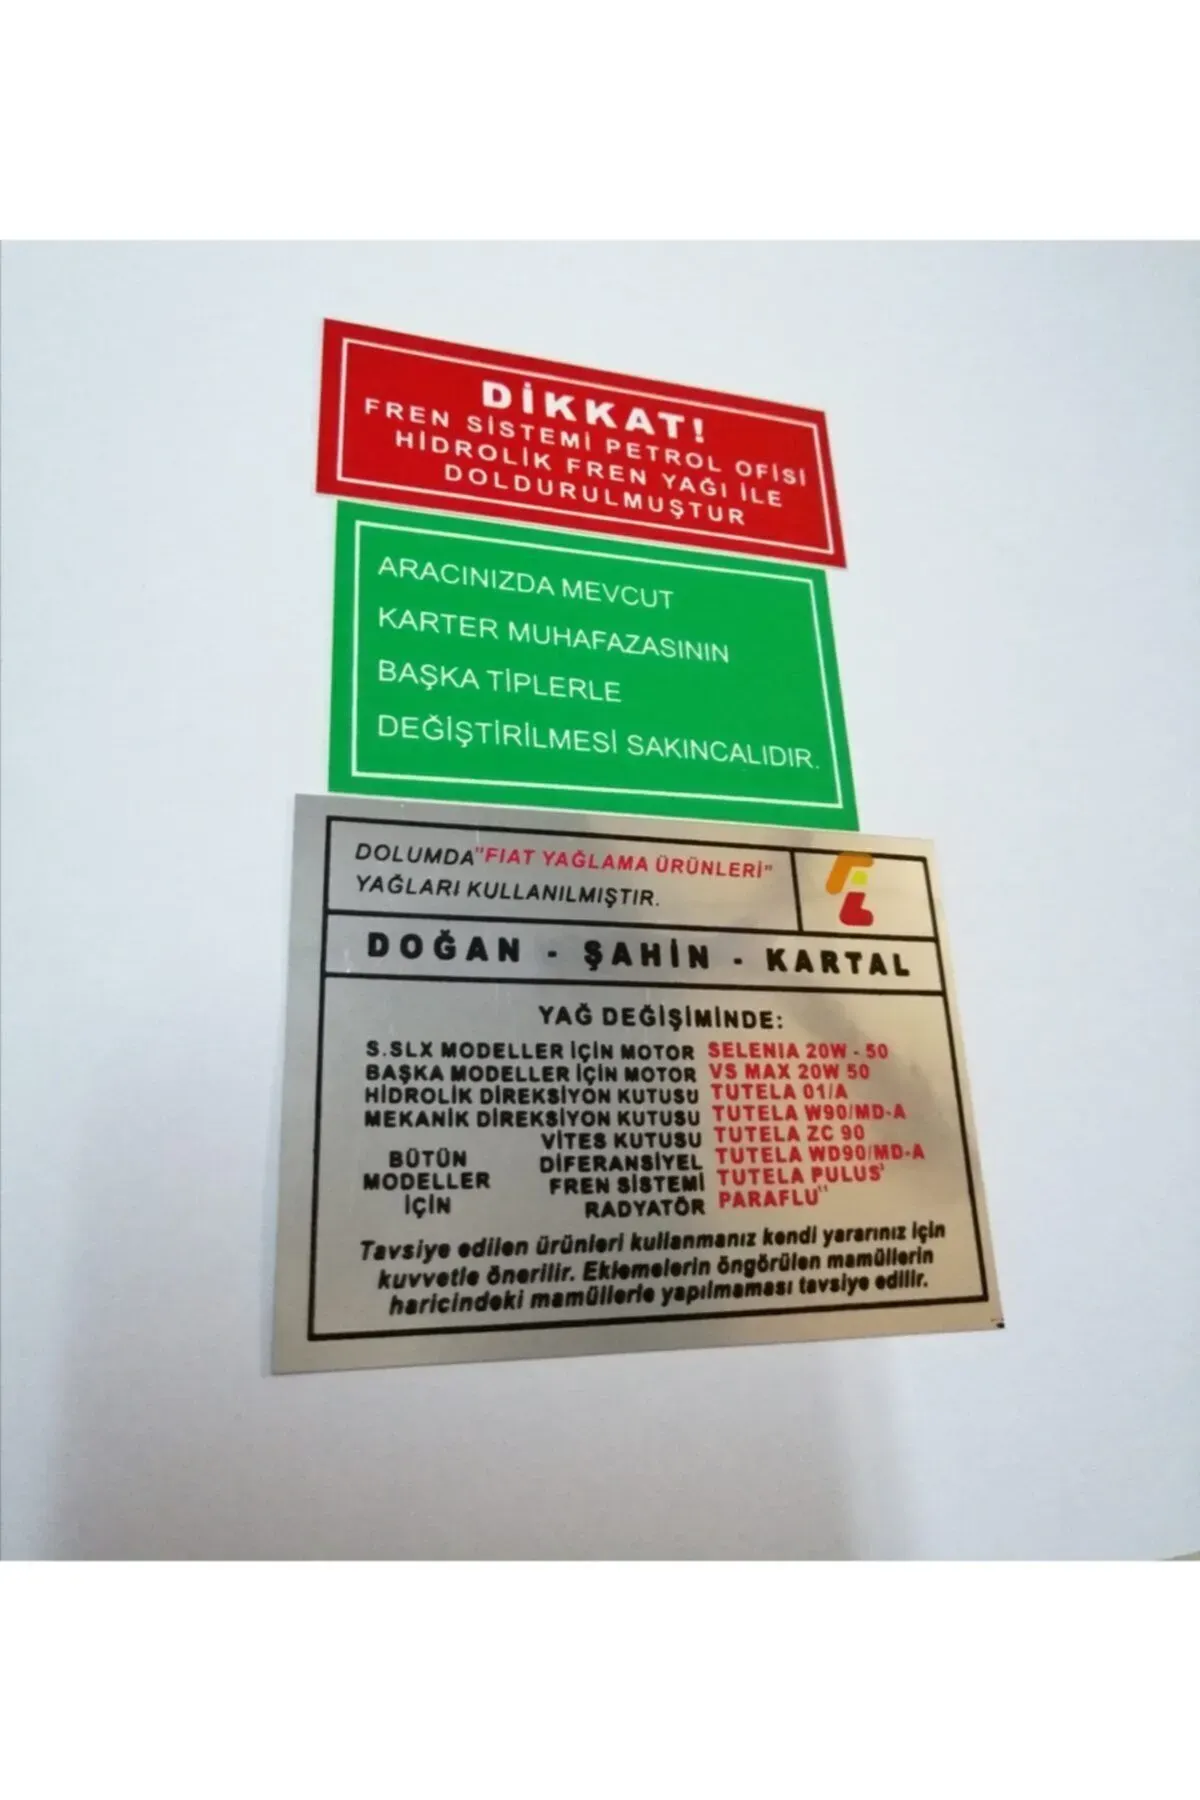 DİKKAT!
FREN SİSTEMİ PETROL OFİSİ
HİDROLİK FREN YAĞI İLE
DOLDURULMUŞTUR
ARACINIZDA MEVCUT
KARTER MUHAFAZASININ
BAŞKA TİPLERLE
DEĞİŞTİRİLMESİ SAKINCALIDIR.
DOLUMDA "FIAT YAĞLAMA ÜRÜNLERİ"
YAĞLARI KULLANILMIŞTIR.
FL
DOĞAN - ŞAHİN - KARTAL
YAĞ DEĞİŞİMİNDE:
S.SLX MODELLER İÇİN MOTOR SELENIA 20W - 50
BAŞKA MODELLER İÇİN MOTOR VS MAX 20W 50
HİDROLİK DİREKSİYON KUTUSU TUTELA 01/A
MEKANİK DİREKSİYON KUTUSU TUTELA W90/MD-A
VİTES KUTUSU TUTELA ZC 90
BÜTÜN DİFERANSİYEL TUTELA WD90/MD-A
MODELLER FREN SİSTEMİ TUTELA PULUS³
İÇİN RADYATÖR PARAFLU¹¹
Tavsiye edilen ürünleri kullanmanız kendi yararınız için
kuvvetle önerilir. Eklemelerin öngörülen mamüllerin
haricindeki mamüllerle yapılmaması tavsiye edilir.